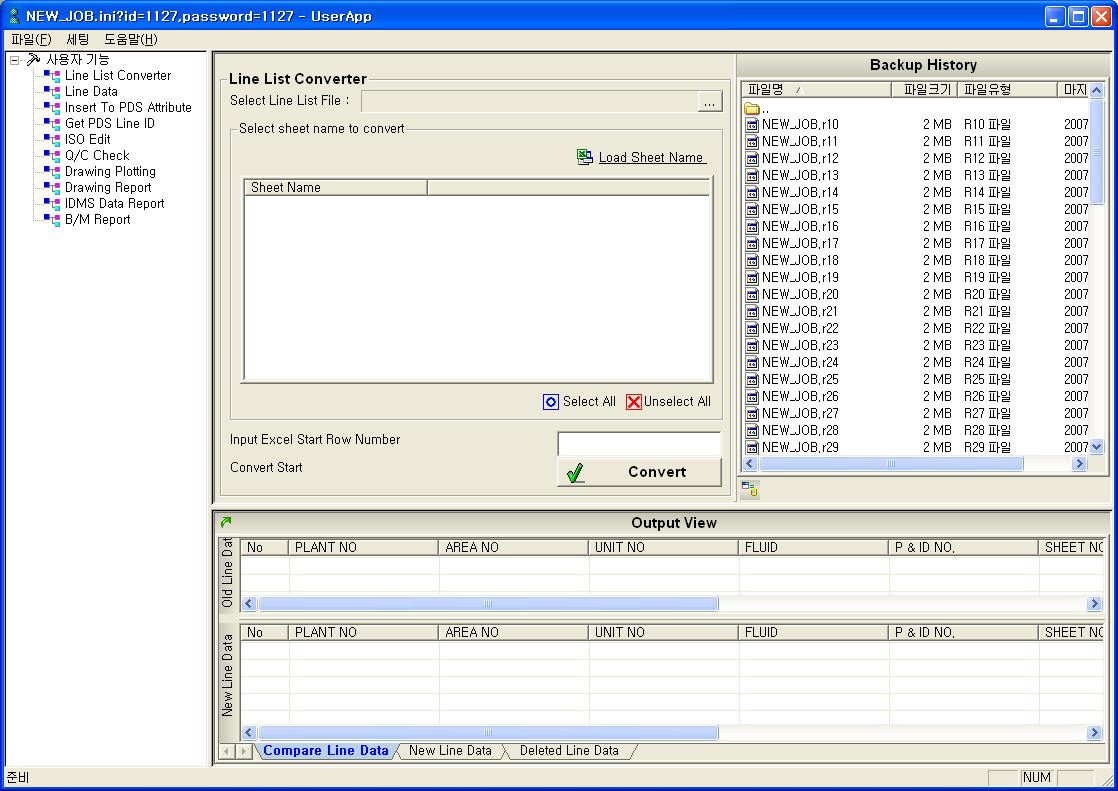 NEW_JOB.ini?id=1127,password=1127 - UserApp
파일(F) 세팅 도움말(H)
사용자 기능
Line List Converter
Line Data
Insert To PDS Attribute
Get PDS Line ID
ISO Edit
Q/C Check
Drawing Plotting
Drawing Report
IDMS Data Report
B/M Report
Line List Converter
Select Line List File :
...
Select sheet name to convert
Load Sheet Name
Sheet Name
Select All Unselect All
Input Excel Start Row Number
Convert Start
Convert
Backup History
파일명 파일크기 파일유형 마지
..
NEW_JOB.r10 2 MB R10 파일 2007
NEW_JOB.r11 2 MB R11 파일 2007
NEW_JOB.r12 2 MB R12 파일 2007
NEW_JOB.r13 2 MB R13 파일 2007
NEW_JOB.r14 2 MB R14 파일 2007
NEW_JOB.r15 2 MB R15 파일 2007
NEW_JOB.r16 2 MB R16 파일 2007
NEW_JOB.r17 2 MB R17 파일 2007
NEW_JOB.r18 2 MB R18 파일 2007
NEW_JOB.r19 2 MB R19 파일 2007
NEW_JOB.r20 2 MB R20 파일 2007
NEW_JOB.r21 2 MB R21 파일 2007
NEW_JOB.r22 2 MB R22 파일 2007
NEW_JOB.r23 2 MB R23 파일 2007
NEW_JOB.r24 2 MB R24 파일 2007
NEW_JOB.r25 2 MB R25 파일 2007
NEW_JOB.r26 2 MB R26 파일 2007
NEW_JOB.r27 2 MB R27 파일 2007
NEW_JOB.r28 2 MB R28 파일 2007
NEW_JOB.r29 2 MB R29 파일 2007
Output View
Old Line Dat
No PLANT NO AREA NO UNIT NO FLUID P & ID NO. SHEET NO
New Line Data
No PLANT NO AREA NO UNIT NO FLUID P & ID NO. SHEET NO
Compare Line Data New Line Data Deleted Line Data
준비 NUM